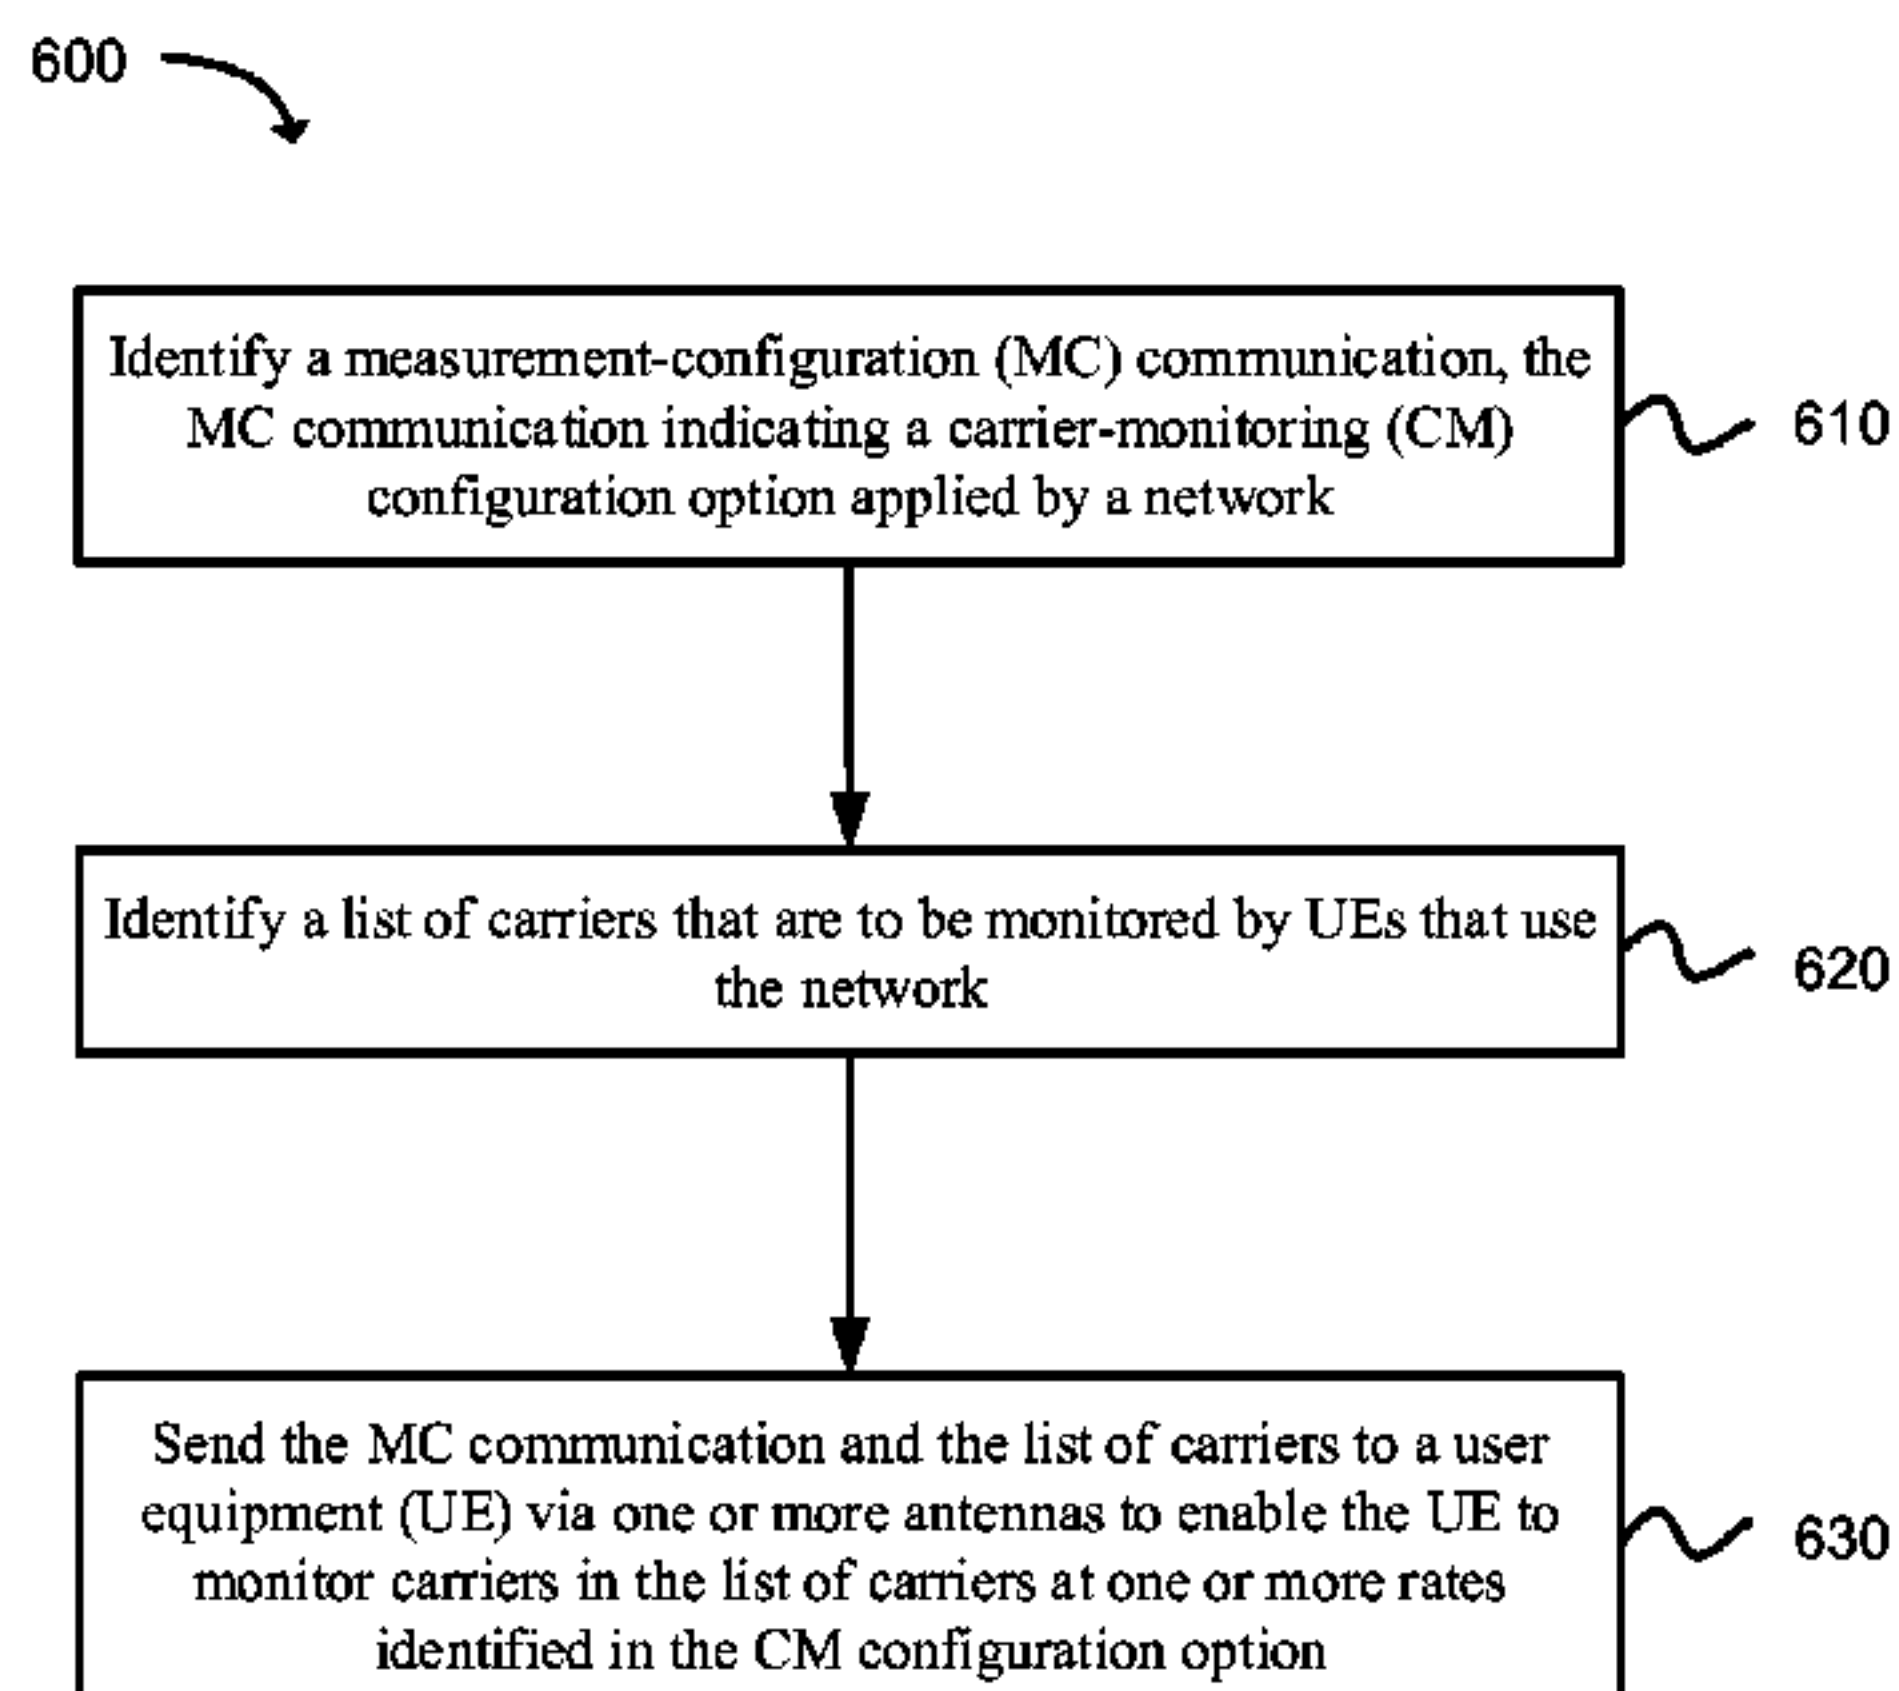 600
Identify a measurement-configuration (MC) communication, the
MC communication indicating a carrier-monitoring (CM)
configuration option applied by a network
610
Identify a list of carriers that are to be monitored by UEs that use
the network
620
Send the MC communication and the list of carriers to a user
equipment (UE) via one or more antennas to enable the UE to
monitor carriers in the list of carriers at one or more rates
identified in the CM configuration option
630